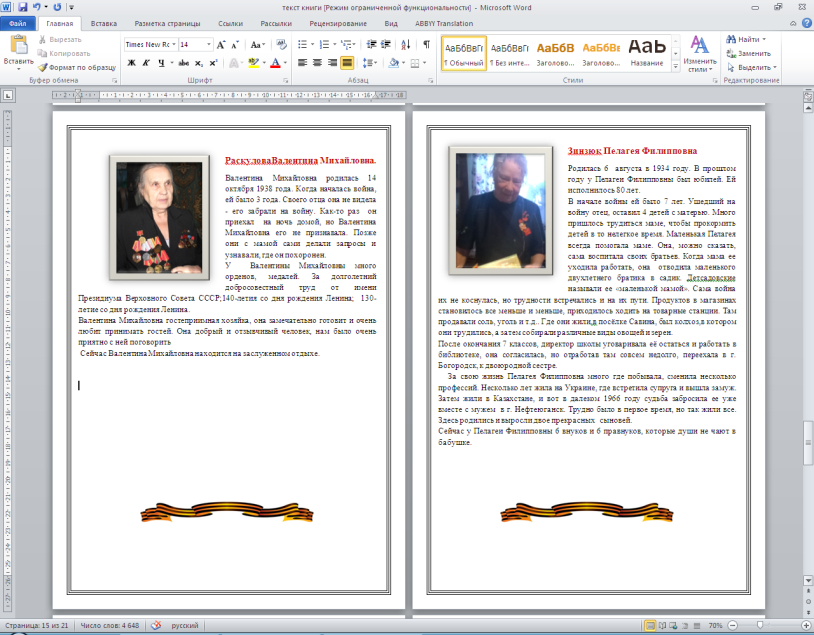 текст книги [Режим ограниченной функциональности] - Microsoft Word
Файл Главная Вставка Разметка страницы Ссылки Рассылки Рецензирование Вид ABBYY Translation
Вставить
Вырезать
Копировать
Формат по образцу
Буфер обмена
Times New Ro 14
Шрифт
Абзац
АаБбВвГг
¶ Обычный
АаБбВвГг
¶ Без инте...
АаБбВ
Заголово...
АаБбВв
Заголово...
АаЬ
Название
Изменить
стили
Стили
Найти
Заменить
Выделить
Редактирование
РаскуловаВалентина Михайловна.
Валентина Михайловна родилась 14
октября 1938 года. Когда началась война,
ей было 3 года. Своего отца она не видела
- его забрали на войну. Как-то раз он
приехал на ночь домой, но Валентина
Михайловна его не признавала. Позже
они с мамой сами делали запросы и
узнавали, где он похоронен.
У Валентины Михайловны много
орденов, медалей. За долголетний
добросовестный труд от имени
Президиума Верховного Совета СССР;140-летия со дня рождения Ленина; 130-
летие со дня рождения Ленина.
Валентина Михайловна гостеприимная хозяйка, она замечательно готовит и очень
любит принимать гостей. Она добрый и отзывчивый человек, нам было очень
приятно с ней поговорить
Сейчас Валентина Михайловна находится на заслуженном отдыхе.
Зинзюк Пелагея Филипповна
Родилась 6 августа в 1934 году. В прошлом
году у Пелагеи Филипповны был юбилей. Ей
исполнилось 80 лет.
В начале войны ей было 7 лет. Ушедший на
войну отец, оставил 4 детей с матерью. Много
пришлось трудиться маме, чтобы прокормить
детей в то нелегкое время. Маленькая Пелагея
всегда помогала маме. Она, можно сказать,
сама воспитала своих братьев. Когда мама ее
уходила работать, она отводила маленького
двухлетнего братика в садик. Детсадовские
называли ее «маленькой мамой». Сама война
их не коснулась, но трудности встречались и на их пути. Продуктов в магазинах
становилось все меньше и меньше, приходилось ходить на товарные станции. Там
продавали соль, уголь и т.д.. Где они жили,в посёлке Савина, был колхоз,в котором
они трудились, а затем собирали различные виды овощей и зерен.
После окончания 7 классов, директор школы уговаривала её остаться и работать в
библиотеке, она согласилась, но отработав там совсем недолго, переехала в г.
Богородск, к двоюродной сестре.
За свою жизнь Пелагея Филипповна много где побывала, сменила несколько
профессий. Несколько лет жила на Украине, где встретила супруга и вышла замуж.
Затем жили в Казахстане, и вот в далеком 1966 году судьба забросила ее уже
вместе с мужем в г. Нефтеюганск. Трудно было в первое время, но так жили все.
Здесь родились и выросли двое прекрасных сыновей.
Сейчас у Пелагеи Филипповны 6 внуков и 6 правнуков, которые души не чают в
бабушке.
Страница: 15 из 21 Число слов: 4 648 русский 70%